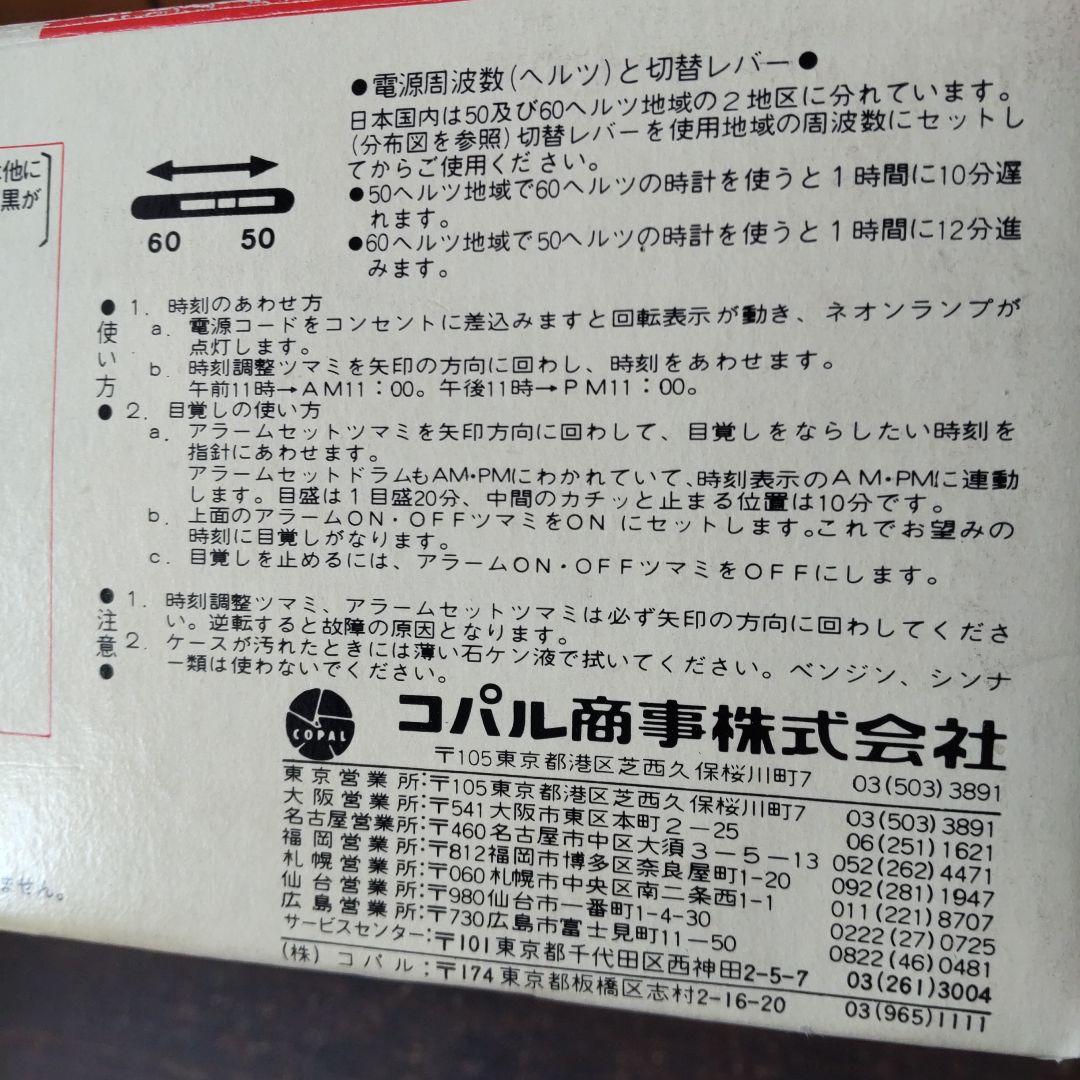 ●電源周波数(ヘルツ)と切替レバー●
日本国内は50及び60ヘルツ地域の2地区に分れています。
(分布図を参照)切替レバーを使用地域の周波数にセットし
てからご使用ください。
●50ヘルツ地域で60ヘルツの時計を使うと1時間に10分遅
れます。
●60ヘルツ地域で50ヘルツの時計を使うと1時間に12分進
みます。
他に
黒が
60 50
●使い方●
1. 時刻のあわせ方
a. 電源コードをコンセントに差込みますと回転表示が動き、ネオンランプが
点灯します。
b. 時刻調整ツマミを矢印の方向に回わし、時刻をあわせます。
午前11時→AM11:00。午後11時→PM11:00。
2. 目覚しの使い方
a. アラームセットツマミを矢印方向に回わして、目覚しをならしたい時刻を
指針にあわせます。
アラームセットドラムもAM・PMにわかれていて、時刻表示のAM・PMに連動
します。目盛は1目盛20分、中間のカチッと止まる位置は10分です。
b. 上面のアラームON・OFFツマミをONにセットします。これでお望みの
時刻に目覚しがなります。
c. 目覚しを止めるには、アラームON・OFFツマミをOFFにします。
●注意●
1. 時刻調整ツマミ、アラームセットツマミは必ず矢印の方向に回わしてくださ
い。逆転すると故障の原因となります。
2. ケースが汚れたときには薄い石ケン液で拭いてください。ベンジン、シンナ
ー類は使わないでください。
ません。
COPAL コパル商事株式会社
〒105東京都港区芝西久保桜川町7 03(503)3891
東京営業所:〒105東京都港区芝西久保桜川町7 03(503)3891
大阪営業所:〒541大阪市東区本町2-25 06(251)1621
名古屋営業所:〒460名古屋市中区大須3-5-13 052(262)4471
福岡営業所:〒812福岡市博多区奈良屋町1-20 092(281)1947
札幌営業所:〒060札幌市中央区南二条西1-1 011(221)8707
仙台営業所:〒980仙台市一番町1-4-30 0222(27)0725
広島営業所:〒730広島市富士見町11-50 0822(46)0481
サービスセンター:〒101東京都千代田区西神田2-5-7 03(261)3004
(株)コパル:〒174東京都板橋区志村2-16-20 03(965)1111